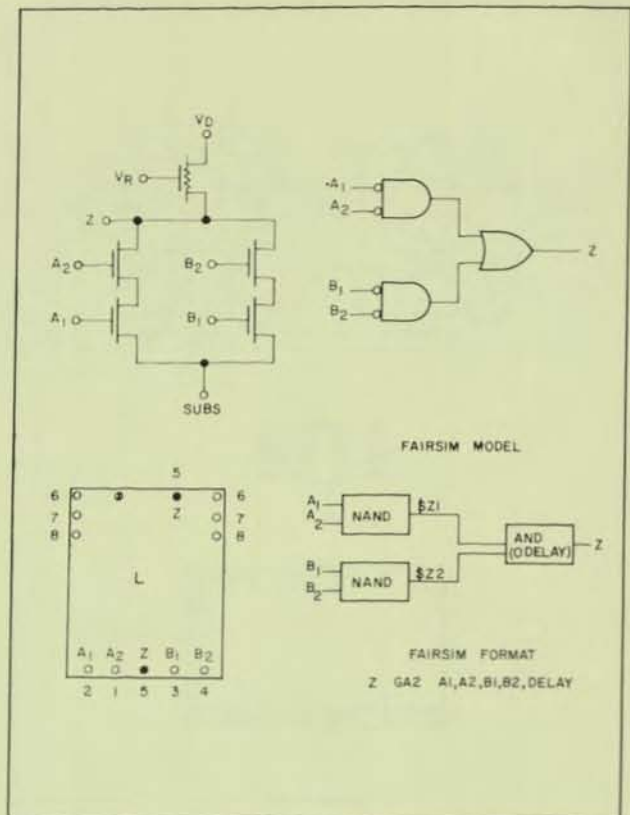 VD
VR
Z
A2
B2
A1
B1
SUBS
A1
A2
B1
B2
Z
FAIRSIM MODEL
5
6 6
Z
7 7
8 8
L
A1 A2 Z B1 B2
2 1 5 3 4
A1
A2
NAND
$Z1
B1
B2
NAND
$Z2
AND
(O DELAY)
Z
FAIRSIM FORMAT
Z GA2 A1,A2,B1,B2,DELAY